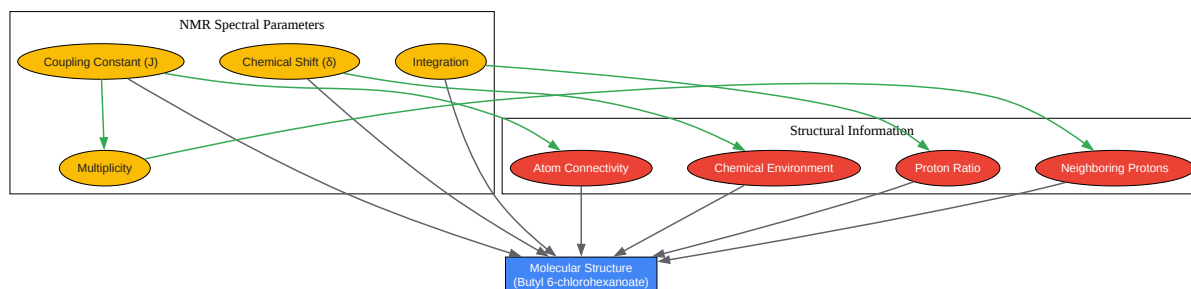 NMR Spectral Parameters
Coupling Constant (J)
Chemical Shift (δ)
Integration
Multiplicity
Structural Information
Atom Connectivity
Chemical Environment
Proton Ratio
Neighboring Protons
Molecular Structure
(Butyl 6-chlorohexanoate)